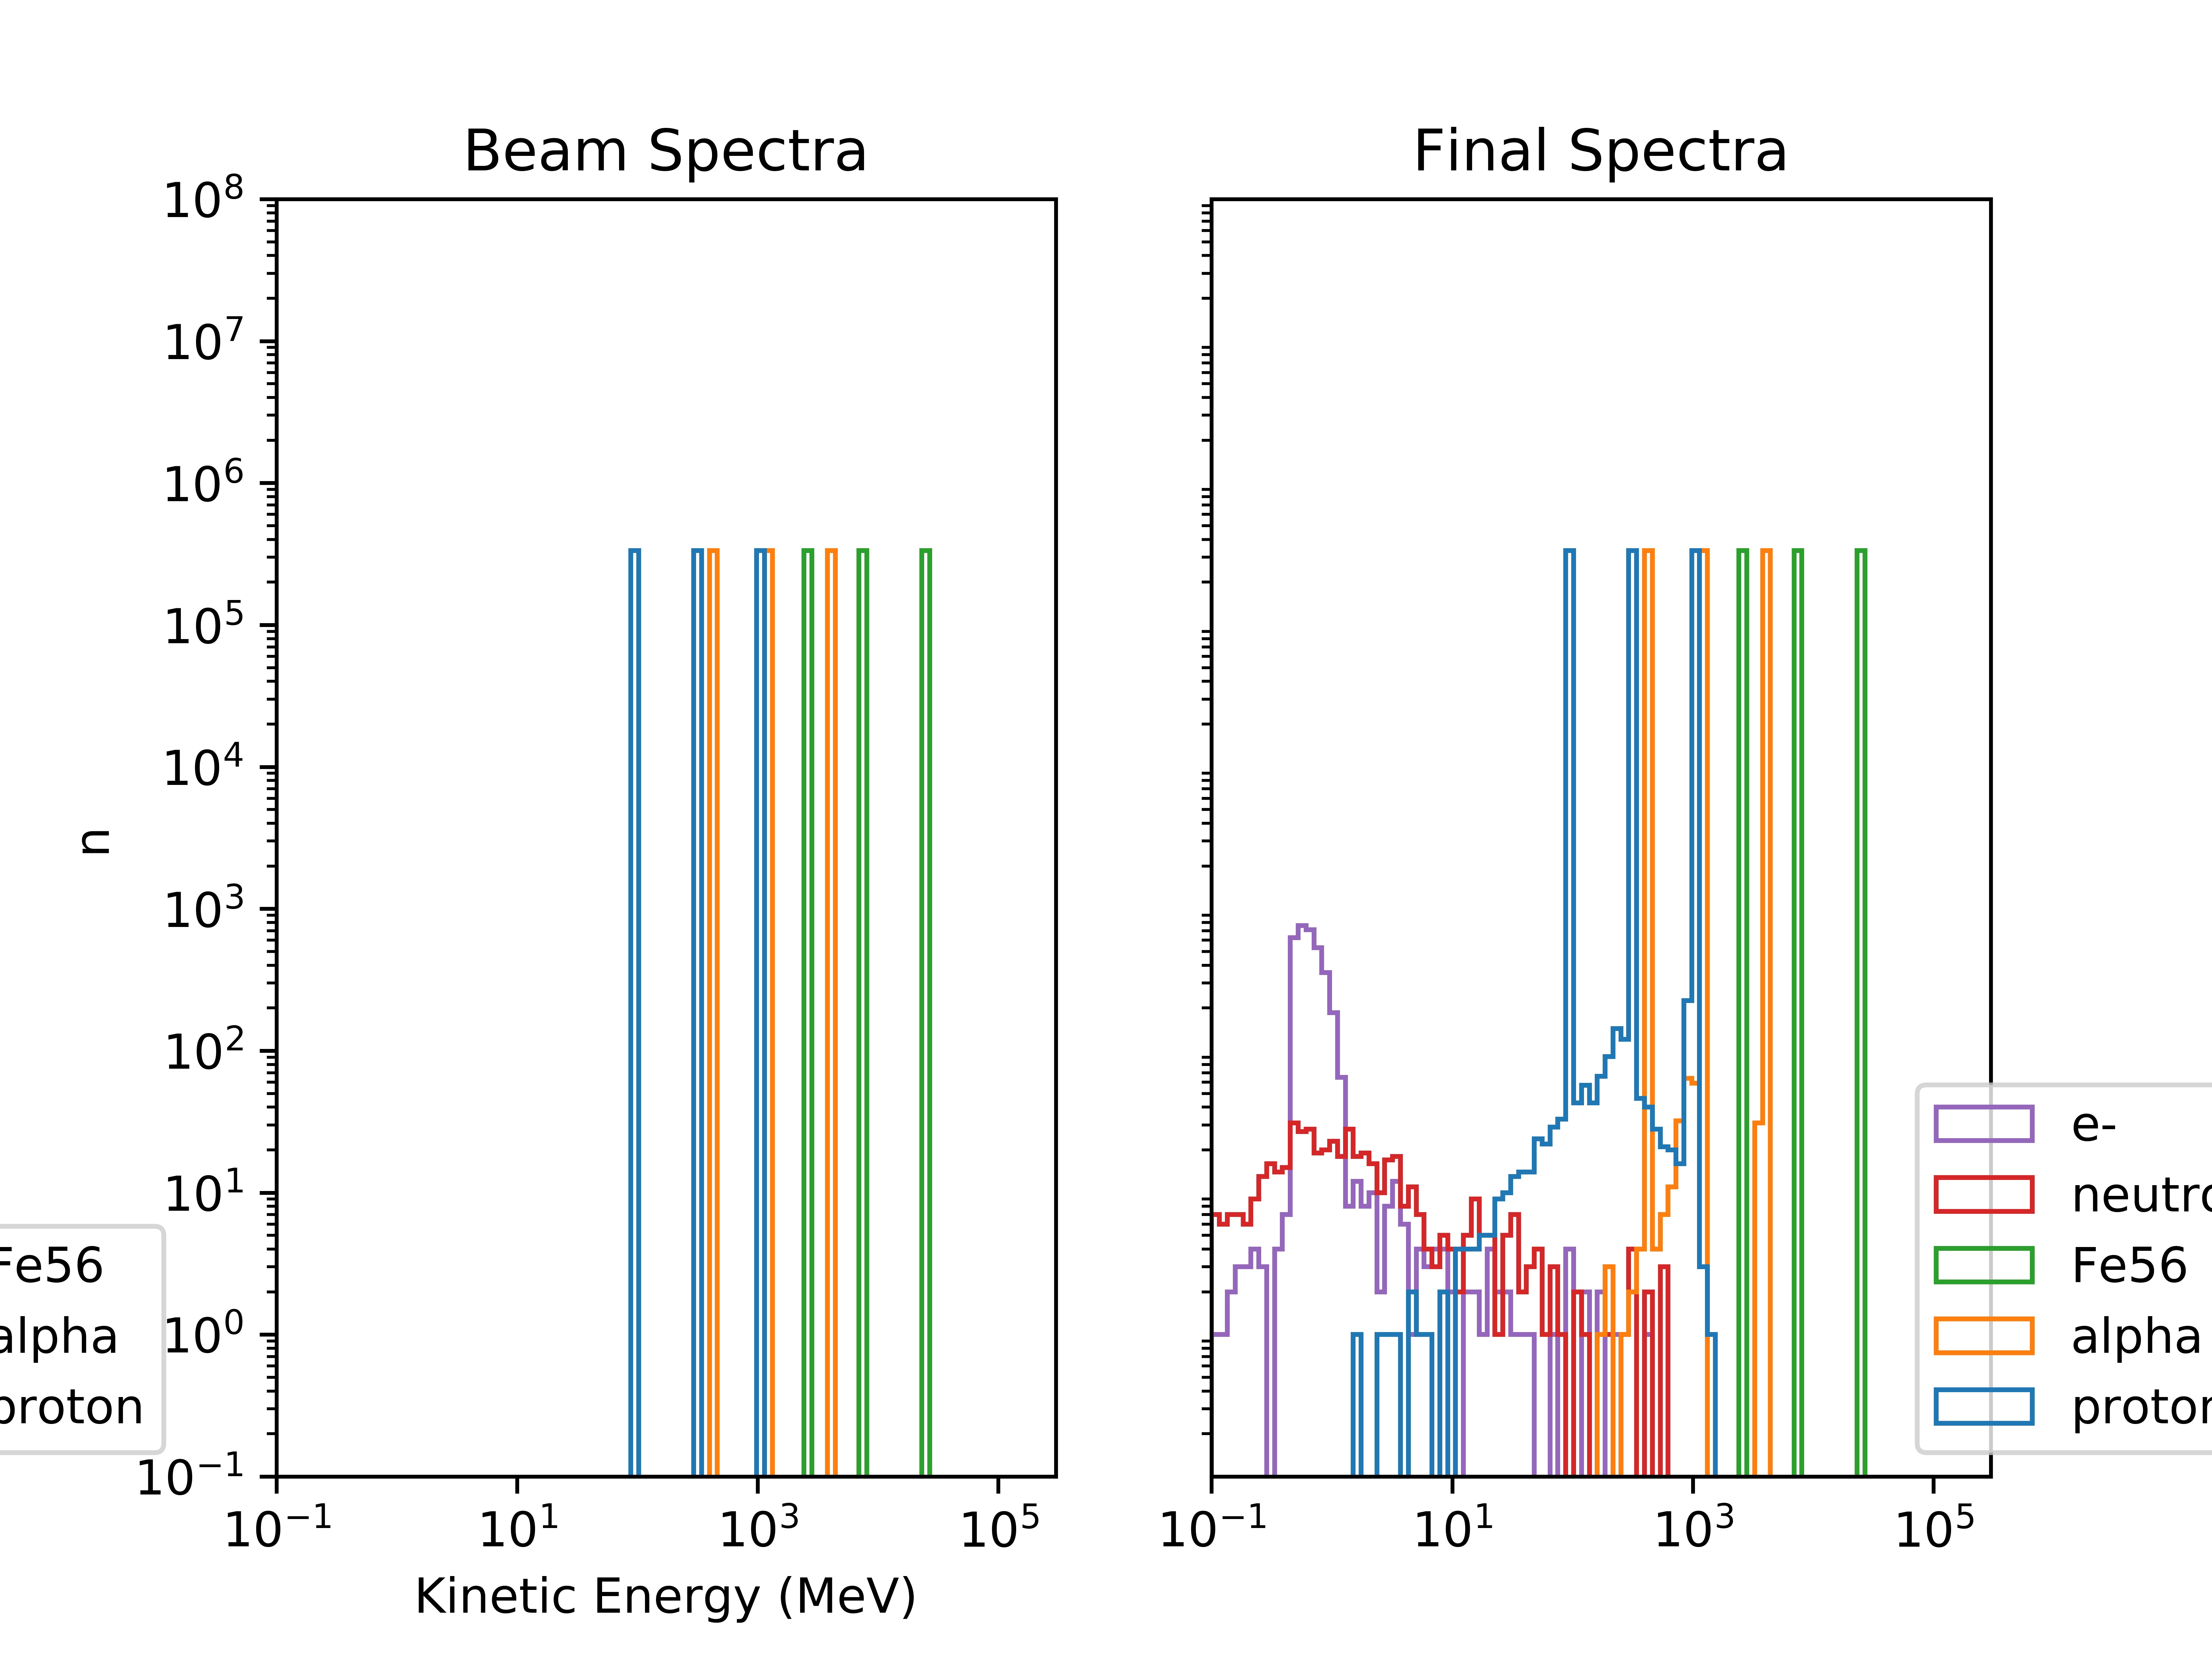 Beam Spectra
Final Spectra
10^8
10^7
10^6
10^5
10^4
n
10^3
10^2
10^1
10^0
10^−1
Fe56
alpha
proton
10^−1 10^1 10^3 10^5
Kinetic Energy (MeV)
10^−1 10^1 10^3 10^5
e-
neutro
Fe56
alpha
proton